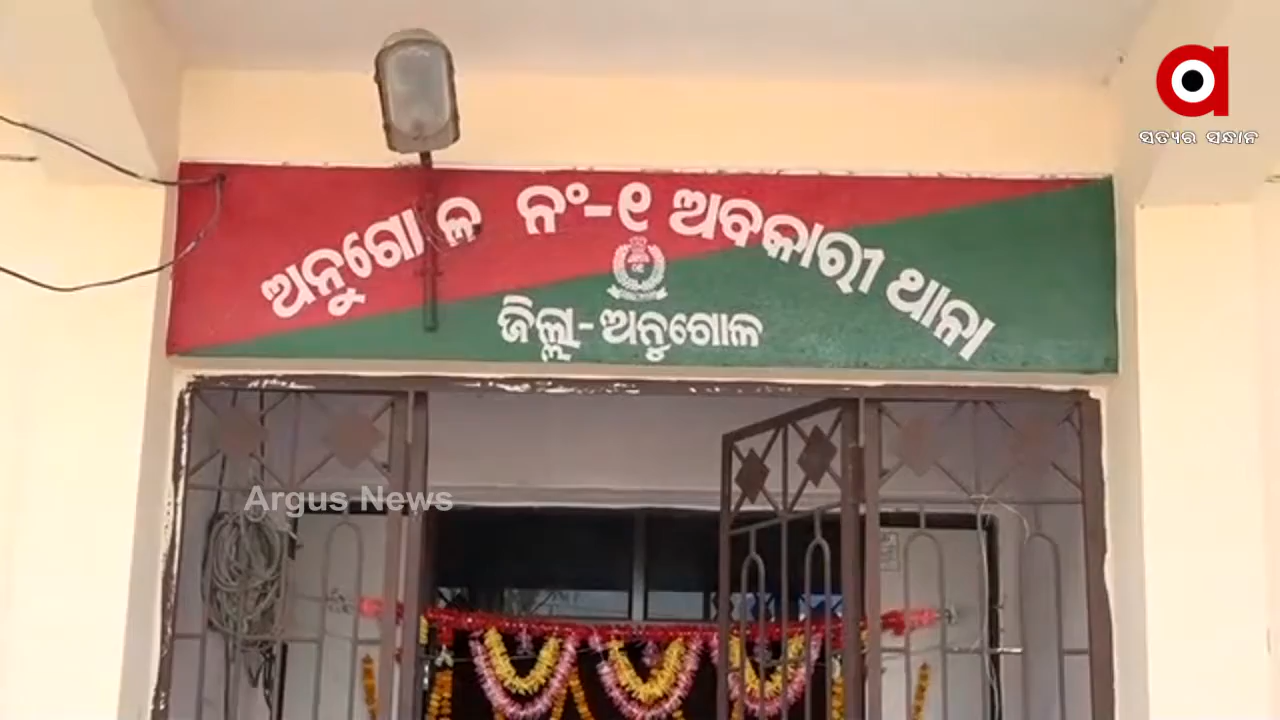 ସତ୍ୟର ସନ୍ଧାନ
ଅନୁଗୋଳ ନଂ-୧ ଅବକାରୀ ଥାନା
ଜିଲ୍ଲା-ଅନୁଗୋଳ
Argus News